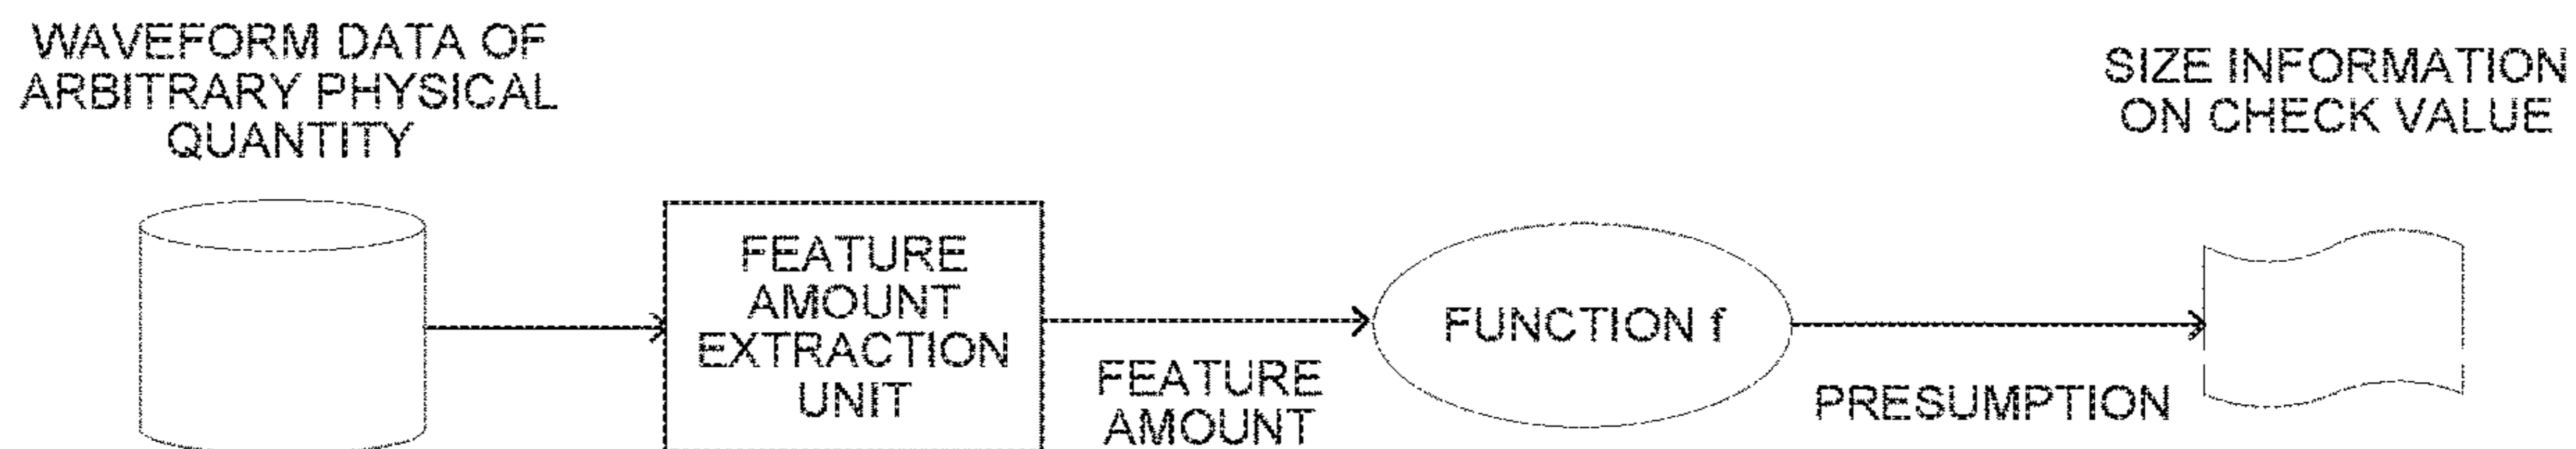 WAVEFORM DATA OF
ARBITRARY PHYSICAL
QUANTITY
FEATURE
AMOUNT
EXTRACTION
UNIT
FEATURE
AMOUNT
FUNCTION f
PRESUMPTION
SIZE INFORMATION
ON CHECK VALUE